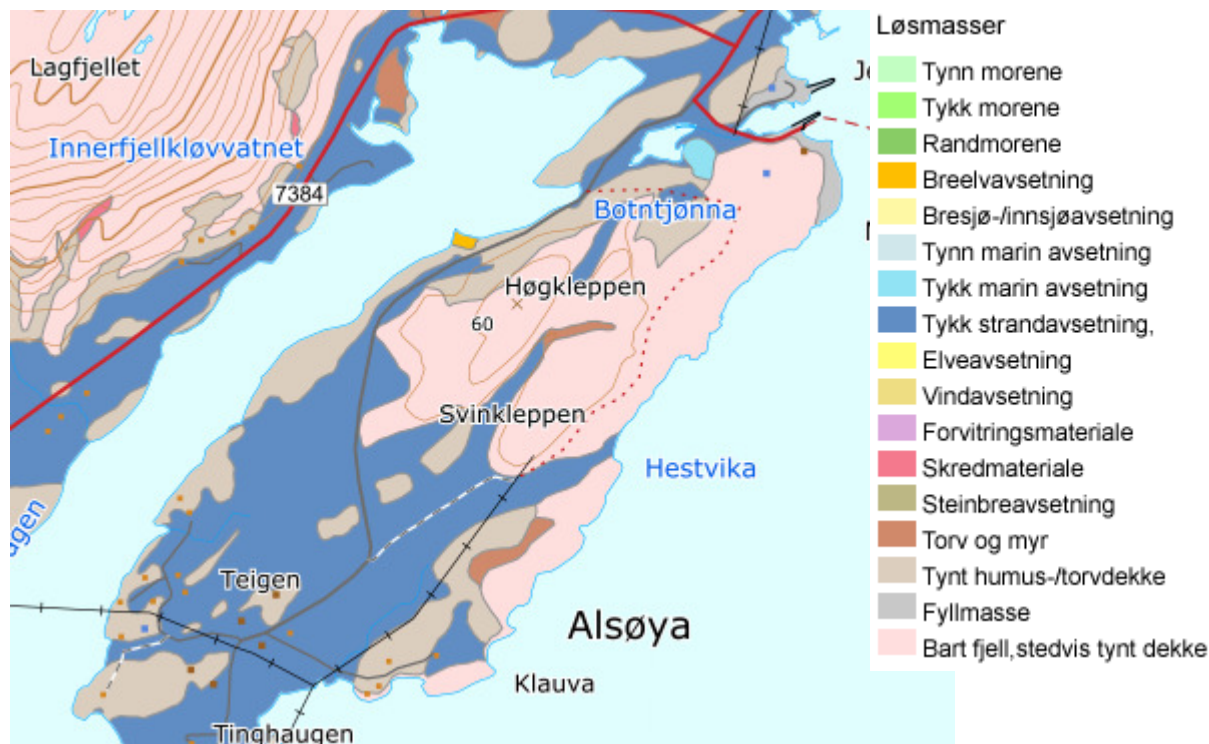 Løsmasser
Lagfjellet
Tynn morene
Je
Tykk morene
Innerfjellkløvvatnet
Randmorene
7384
Breelvavsetning
Botntjønna
Bresjø-/innsjøavsetning
Tynn marin avsetning
Høgkleppen
Tykk marin avsetning
60
Tykk strandavsetning,
Elveavsetning
Svinkleppen
Vindavsetning
Forvitringsmateriale
Hestvika
Skredmateriale
Steinbreavsetning
agen
Torv og myr
Teigen
Tynt humus-/torvdekke
Alsøya
Fyllmasse
Bart fjell,stedvis tynt dekke
Klauva
Tinghaugen